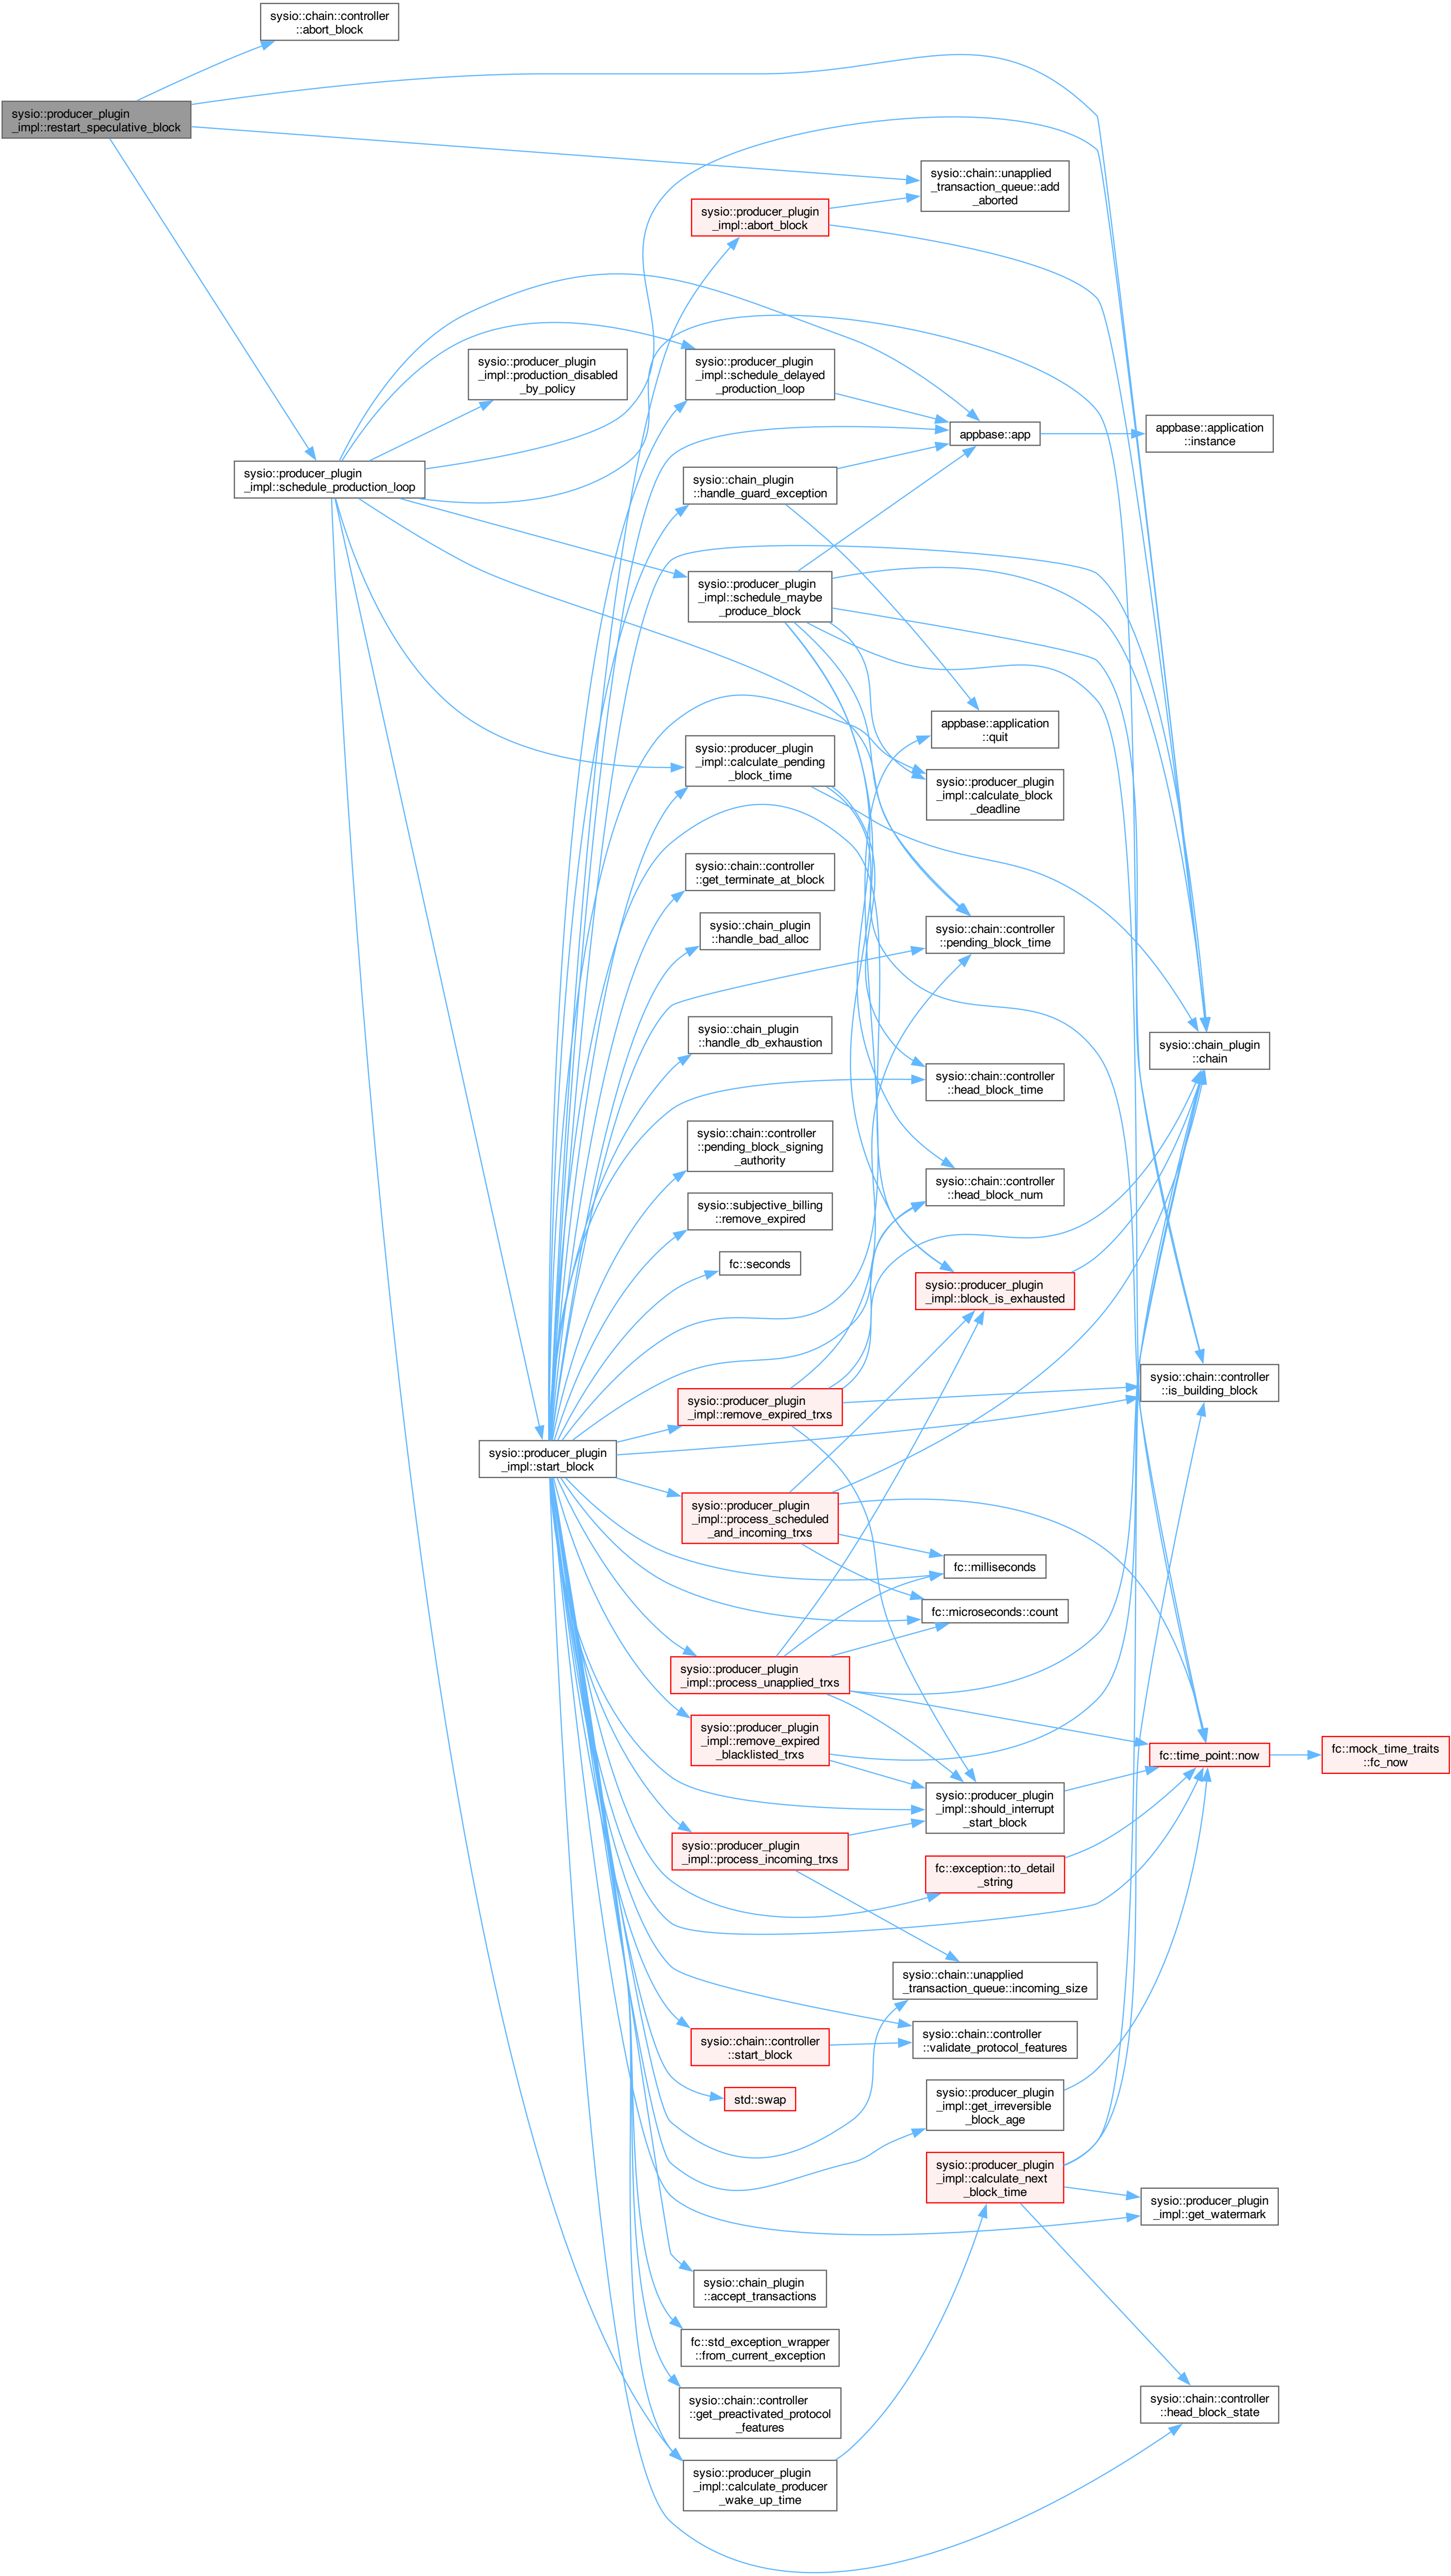 sysio::chain::controller
::abort_block
sysio::producer_plugin
_impl::restart_speculative_block
sysio::chain::unapplied
_transaction_queue::add
_aborted
sysio::producer_plugin
_impl::abort_block
sysio::producer_plugin
_impl::production_disabled
_by_policy
sysio::producer_plugin
_impl::schedule_delayed
_production_loop
appbase::app
appbase::application
::instance
sysio::producer_plugin
_impl::schedule_production_loop
sysio::chain_plugin
::handle_guard_exception
sysio::producer_plugin
_impl::schedule_maybe
_produce_block
appbase::application
::quit
sysio::producer_plugin
_impl::calculate_pending
_block_time
sysio::producer_plugin
_impl::calculate_block
_deadline
sysio::chain::controller
::get_terminate_at_block
sysio::chain_plugin
::handle_bad_alloc
sysio::chain::controller
::pending_block_time
sysio::chain_plugin
::handle_db_exhaustion
sysio::chain_plugin
::chain
sysio::chain::controller
::head_block_time
sysio::chain::controller
::pending_block_signing
_authority
sysio::chain::controller
::head_block_num
sysio::subjective_billing
::remove_expired
fc::seconds
sysio::producer_plugin
_impl::block_is_exhausted
sysio::chain::controller
::is_building_block
sysio::producer_plugin
_impl::remove_expired_trxs
sysio::producer_plugin
_impl::start_block
sysio::producer_plugin
_impl::process_scheduled
_and_incoming_trxs
fc::milliseconds
fc::microseconds::count
sysio::producer_plugin
_impl::process_unapplied_trxs
sysio::producer_plugin
_impl::remove_expired
_blacklisted_trxs
fc::time_point::now
fc::mock_time_traits
::fc_now
sysio::producer_plugin
_impl::should_interrupt
_start_block
sysio::producer_plugin
_impl::process_incoming_trxs
fc::exception::to_detail
_string
sysio::chain::unapplied
_transaction_queue::incoming_size
sysio::chain::controller
::start_block
sysio::chain::controller
::validate_protocol_features
std::swap
sysio::producer_plugin
_impl::get_irreversible
_block_age
sysio::producer_plugin
_impl::calculate_next
_block_time
sysio::producer_plugin
_impl::get_watermark
sysio::chain_plugin
::accept_transactions
fc::std_exception_wrapper
::from_current_exception
sysio::chain::controller
::get_preactivated_protocol
_features
sysio::chain::controller
::head_block_state
sysio::producer_plugin
_impl::calculate_producer
_wake_up_time